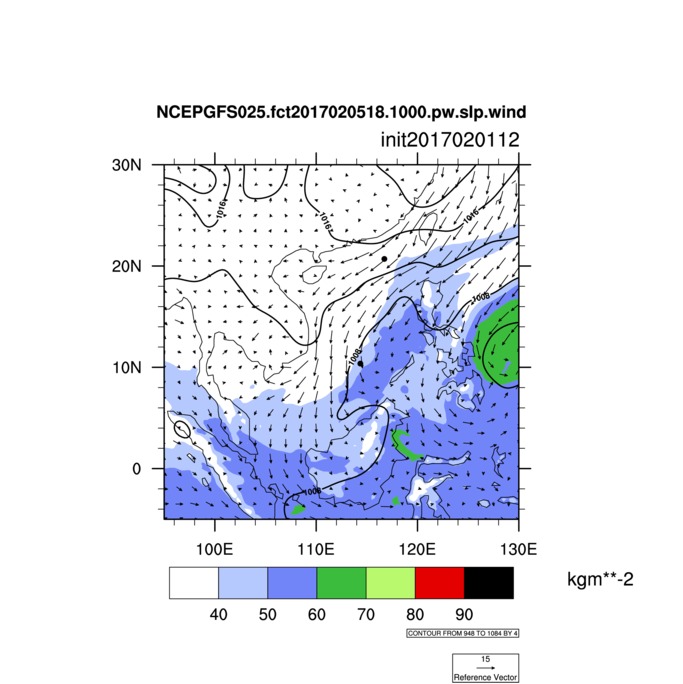 NCEPGFS025.fct2017020518.1000.pw.slp.wind
init2017020112
30N
20N
10N
0
1016
1016
1016
1008
1008
1008
100E 110E 120E 130E
kgm**-2
40 50 60 70 80 90
CONTOUR FROM 948 TO 1084 BY 4
15
Reference Vector